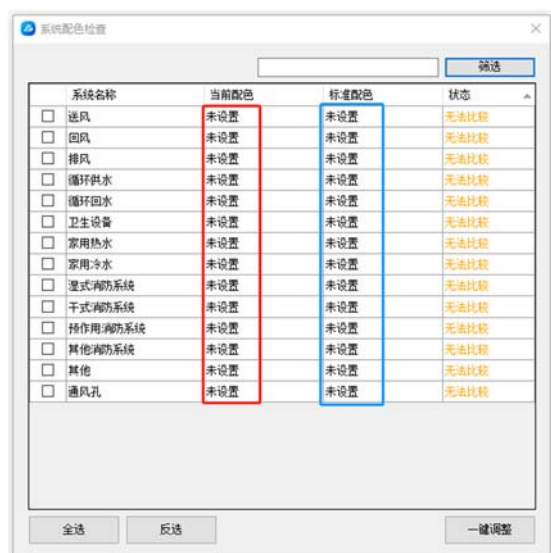 系统配色检查
筛选
系统名称 当前配色 标准配色 状态
送风 未设置 未设置 无法比较
回风 未设置 未设置 无法比较
排风 未设置 未设置 无法比较
循环供水 未设置 未设置 无法比较
循环回水 未设置 未设置 无法比较
卫生设备 未设置 未设置 无法比较
家用热水 未设置 未设置 无法比较
家用冷水 未设置 未设置 无法比较
湿式消防系统 未设置 未设置 无法比较
干式消防系统 未设置 未设置 无法比较
预作用消防系统 未设置 未设置 无法比较
其他消防系统 未设置 未设置 无法比较
其他 未设置 未设置 无法比较
通风孔 未设置 未设置 无法比较
全选 反选 一键调整